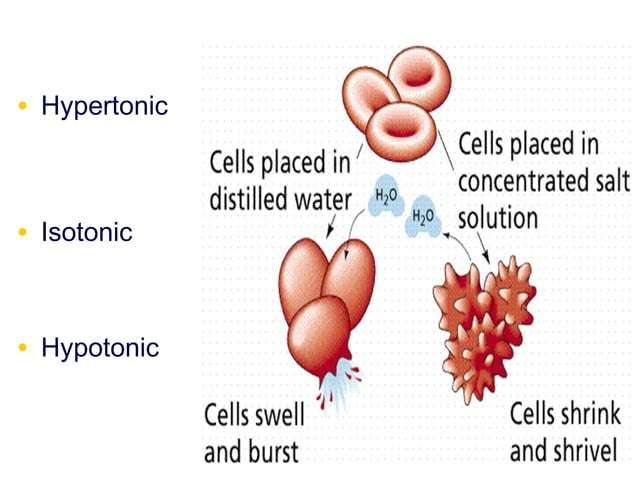 • Hypertonic
• Isotonic
• Hypotonic
Cells placed in
distilled water
Cells placed in
concentrated salt
solution
H₂O
H₂O
Cells swell
and burst
Cells shrink
and shrivel